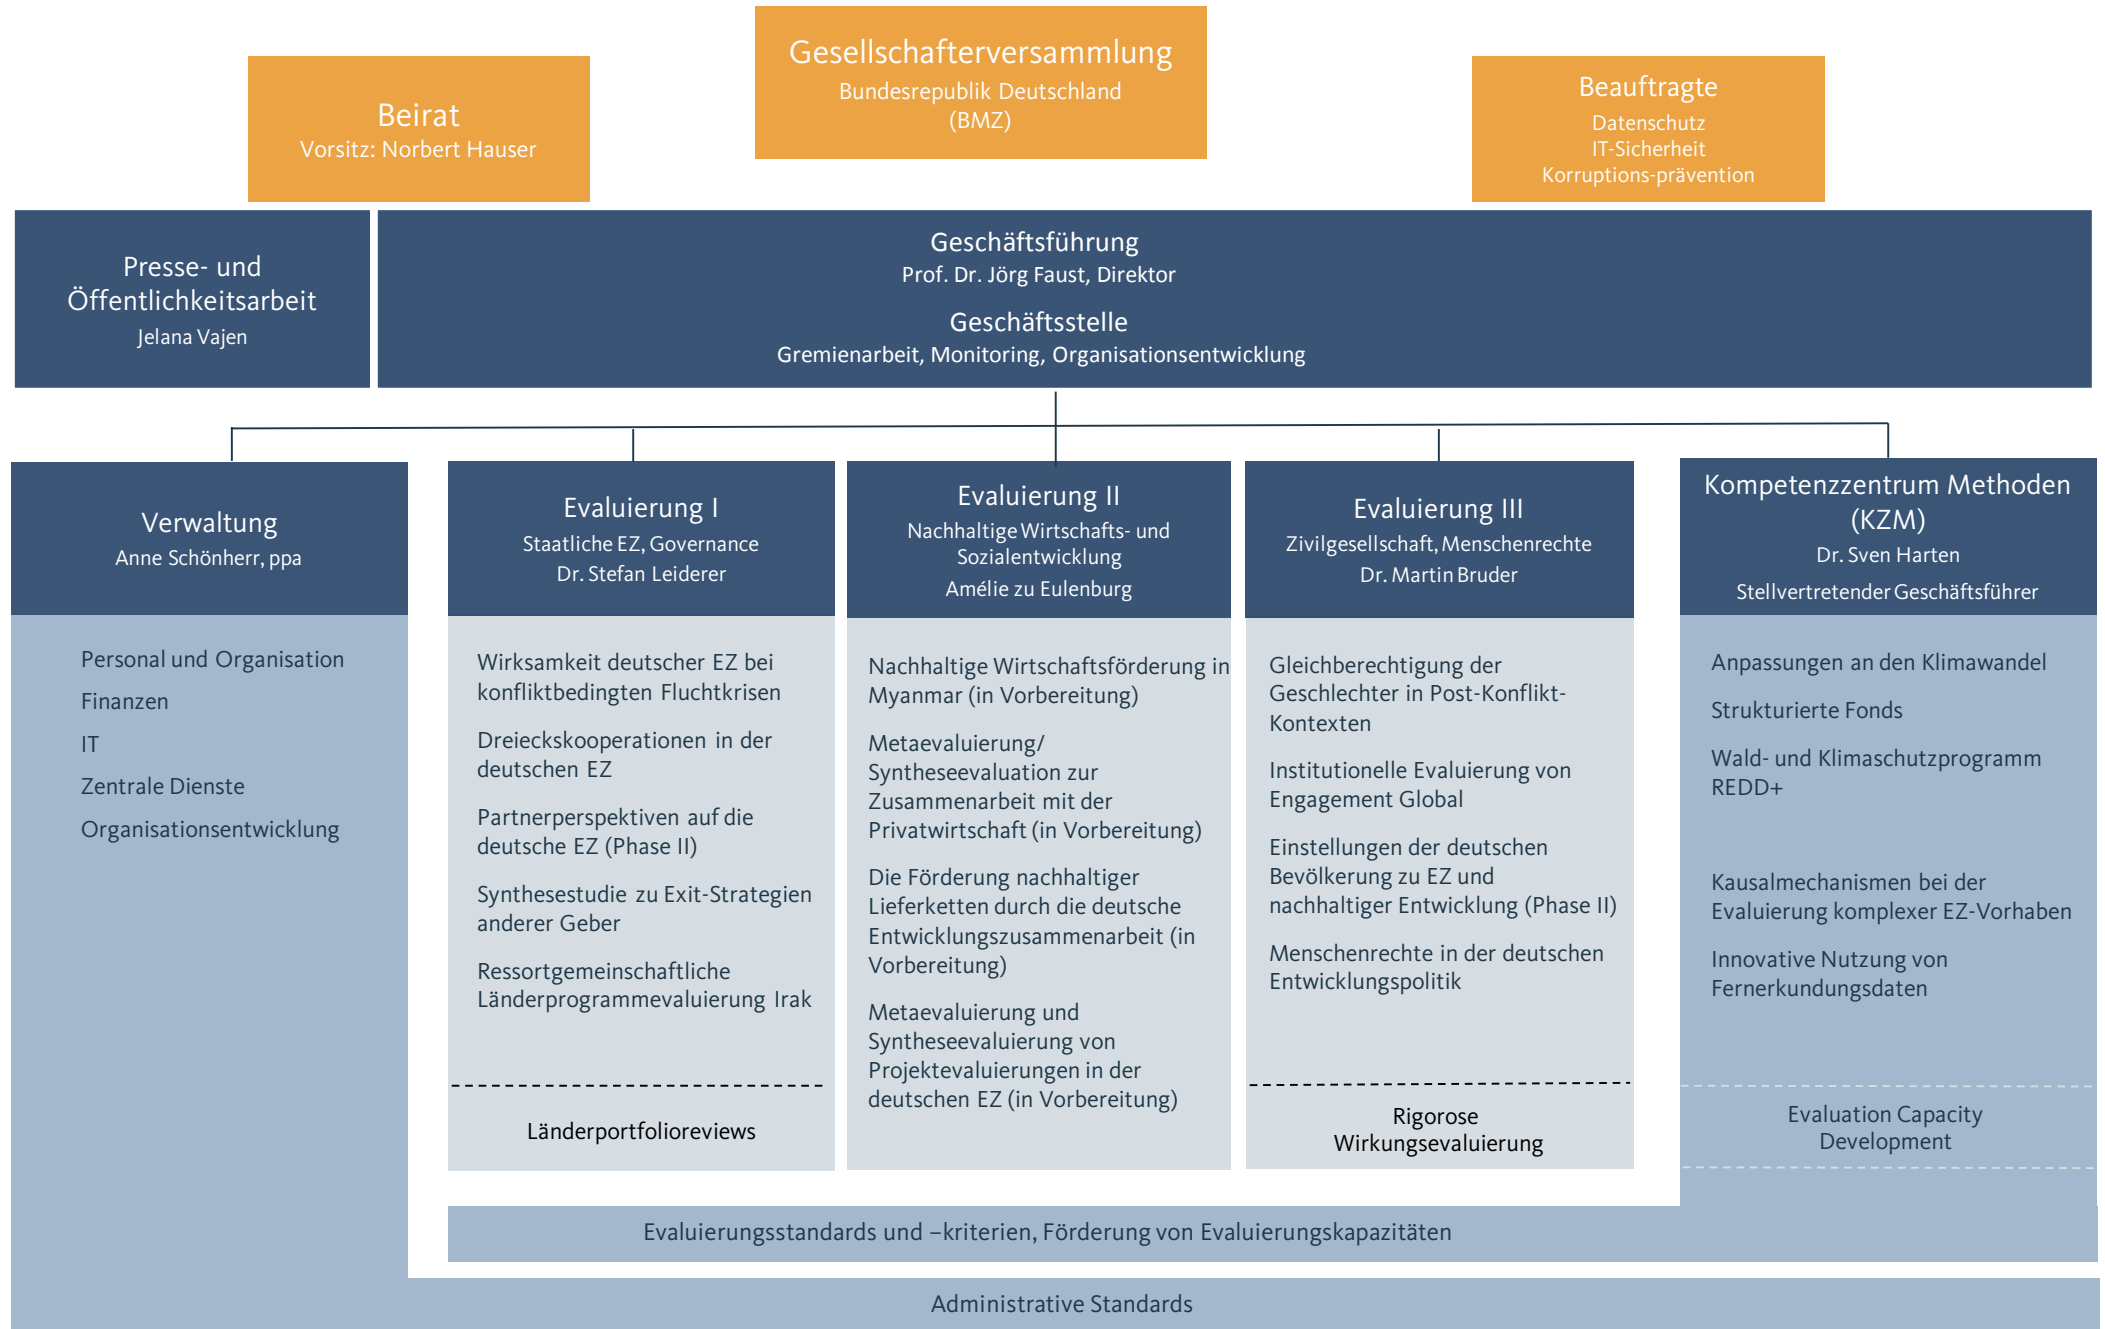 Gesellschafterversammlung
Bundesrepublik Deutschland
(BMZ)
Beirat
Vorsitz: Norbert Hauser
Beauftragte
Datenschutz
IT-Sicherheit
Korruptions-prävention
Presse- und
Öffentlichkeitsarbeit
Jelana Vajen
Geschäftsführung
Prof. Dr. Jörg Faust, Direktor
Geschäftsstelle
Gremienarbeit, Monitoring, Organisationsentwicklung
Verwaltung
Anne Schönherr, ppa
Personal und Organisation
Finanzen
IT
Zentrale Dienste
Organisationsentwicklung
Evaluierung I
Staatliche EZ, Governance
Dr. Stefan Leiderer
Wirksamkeit deutscher EZ bei
konfliktbedingten Fluchtkrisen
Dreieckskooperationen in der
deutschen EZ
Partnerperspektiven auf die
deutsche EZ (Phase II)
Synthesestudie zu Exit-Strategien
anderer Geber
Ressortgemeinschaftliche
Länderprogrammevaluierung Irak
Länderportfolioreviews
Evaluierung II
Nachhaltige Wirtschafts- und
Sozialentwicklung
Amélie zu Eulenburg
Nachhaltige Wirtschaftsförderung in
Myanmar (in Vorbereitung)
Metaevaluierung/
Syntheseevaluation zur
Zusammenarbeit mit der
Privatwirtschaft (in Vorbereitung)
Die Förderung nachhaltiger
Lieferketten durch die deutsche
Entwicklungszusammenarbeit (in
Vorbereitung)
Metaevaluierung und
Syntheseevaluierung von
Projektevaluierungen in der
deutschen EZ (in Vorbereitung)
Evaluierung III
Zivilgesellschaft, Menschenrechte
Dr. Martin Bruder
Gleichberechtigung der
Geschlechter in Post-Konflikt-
Kontexten
Institutionelle Evaluierung von
Engagement Global
Einstellungen der deutschen
Bevölkerung zu EZ und
nachhaltiger Entwicklung (Phase II)
Menschenrechte in der deutschen
Entwicklungspolitik
Rigorose
Wirkungsevaluierung
Kompetenzzentrum Methoden
(KZM)
Dr. Sven Harten
Stellvertretender Geschäftsführer
Anpassungen an den Klimawandel
Strukturierte Fonds
Wald- und Klimaschutzprogramm
REDD+
Kausalmechanismen bei der
Evaluierung komplexer EZ-Vorhaben
Innovative Nutzung von
Fernerkundungsdaten
Evaluation Capacity
Development
Evaluierungsstandards und –kriterien, Förderung von Evaluierungskapazitäten
Administrative Standards